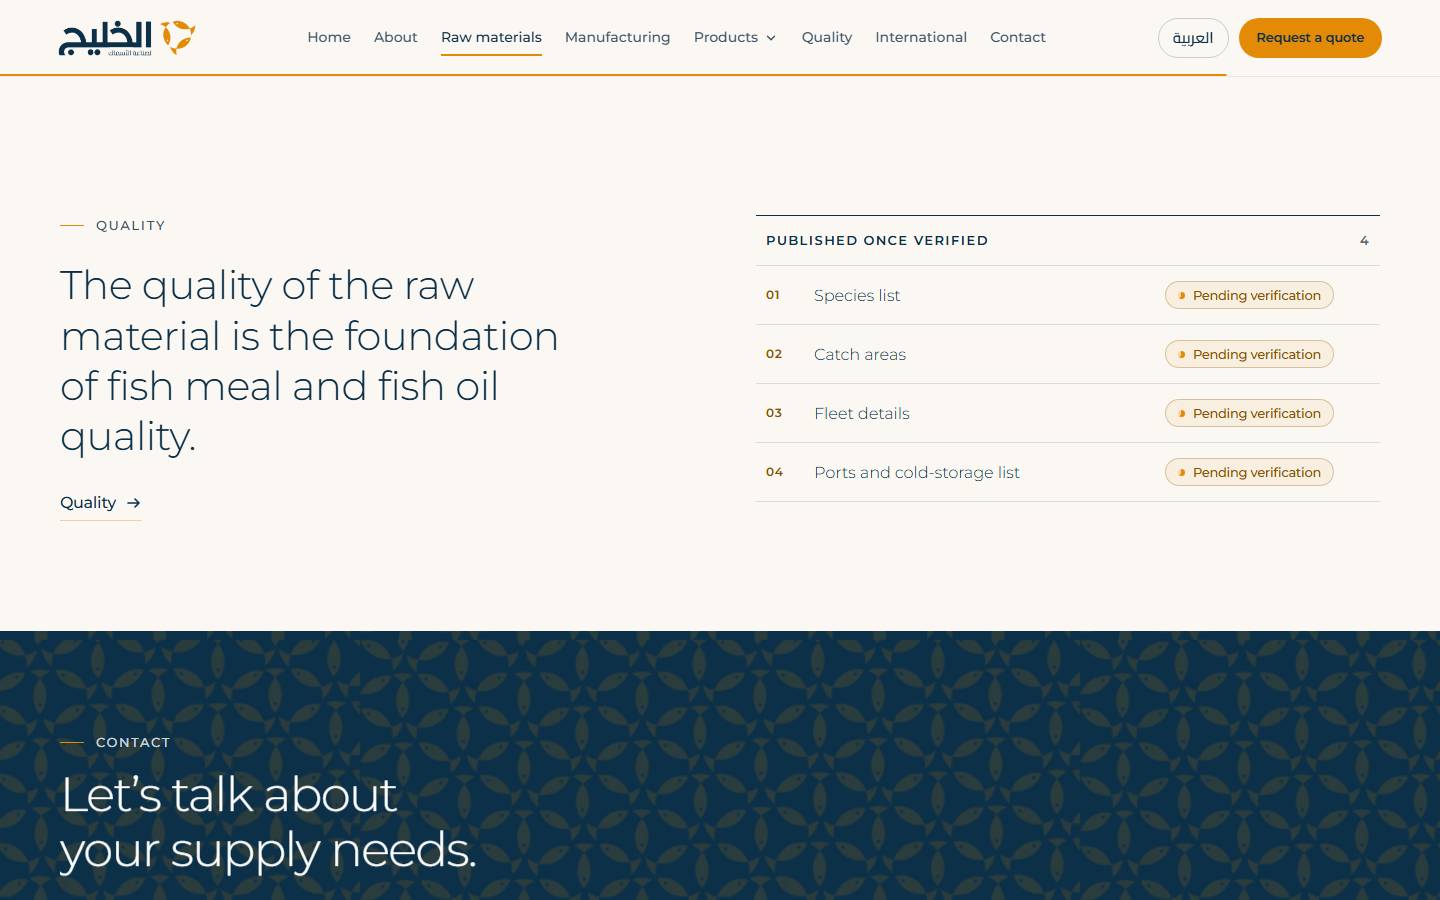 الخليج
لصناعة الأسماك
Home
About
Raw materials
Manufacturing
Products
Quality
International
Contact
العربية
Request a quote
QUALITY
The quality of the raw
material is the foundation
of fish meal and fish oil
quality.
Quality
PUBLISHED ONCE VERIFIED 4
01 Species list Pending verification
02 Catch areas Pending verification
03 Fleet details Pending verification
04 Ports and cold-storage list Pending verification
CONTACT
Let’s talk about
your supply needs.